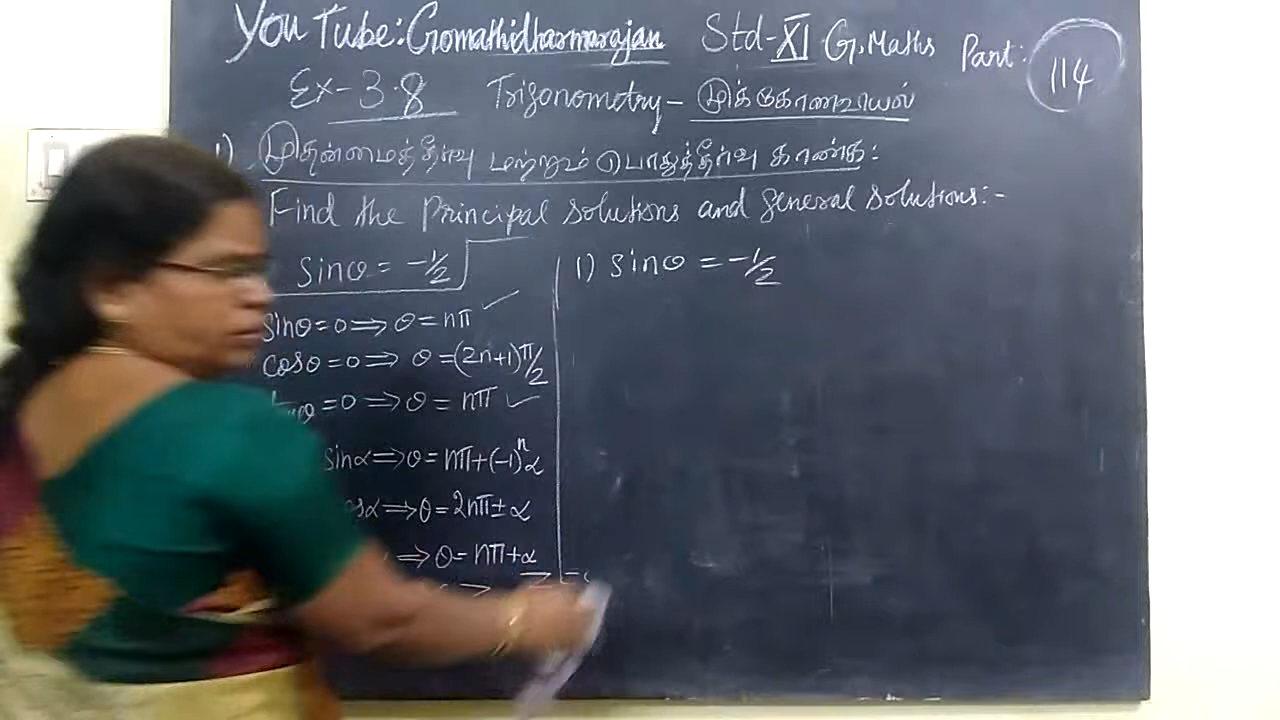 You Tube: Gomathidharmarajan Std-XI G.Maths Part: 114
Ex-3.8 Trigonometry - முக்கோணவியல்
1) முதன்மைத்தீர்வு மற்றும் பொதுத்தீர்வு காண்க:
Find the Principal solutions and general solutions:-
sinθ = -1/2
sinθ=0 ⟹ θ = nπ ✓
cosθ=0 ⟹ θ =(2n+1)π/2
θ =0 ⟹ θ = nπ ✓
sinα ⟹ θ = nπ+(-1)ⁿα
cosα ⟹ θ = 2nπ ± α
⟹ θ = nπ+α
1) sinθ = -1/2